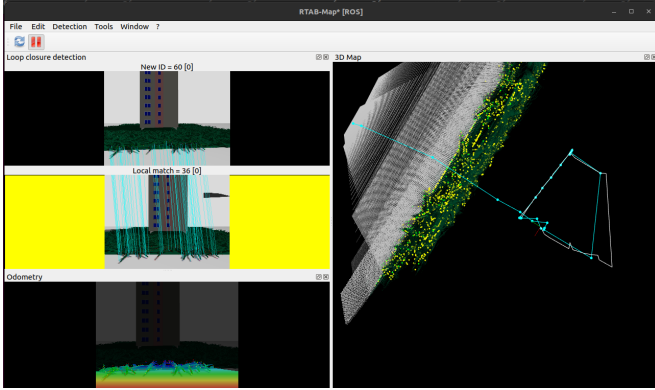 RTAB-Map* [ROS]
File Edit Detection Tools Window ?
Loop closure detection
New ID = 60 [0]
Local match = 36 [0]
Odometry
3D Map